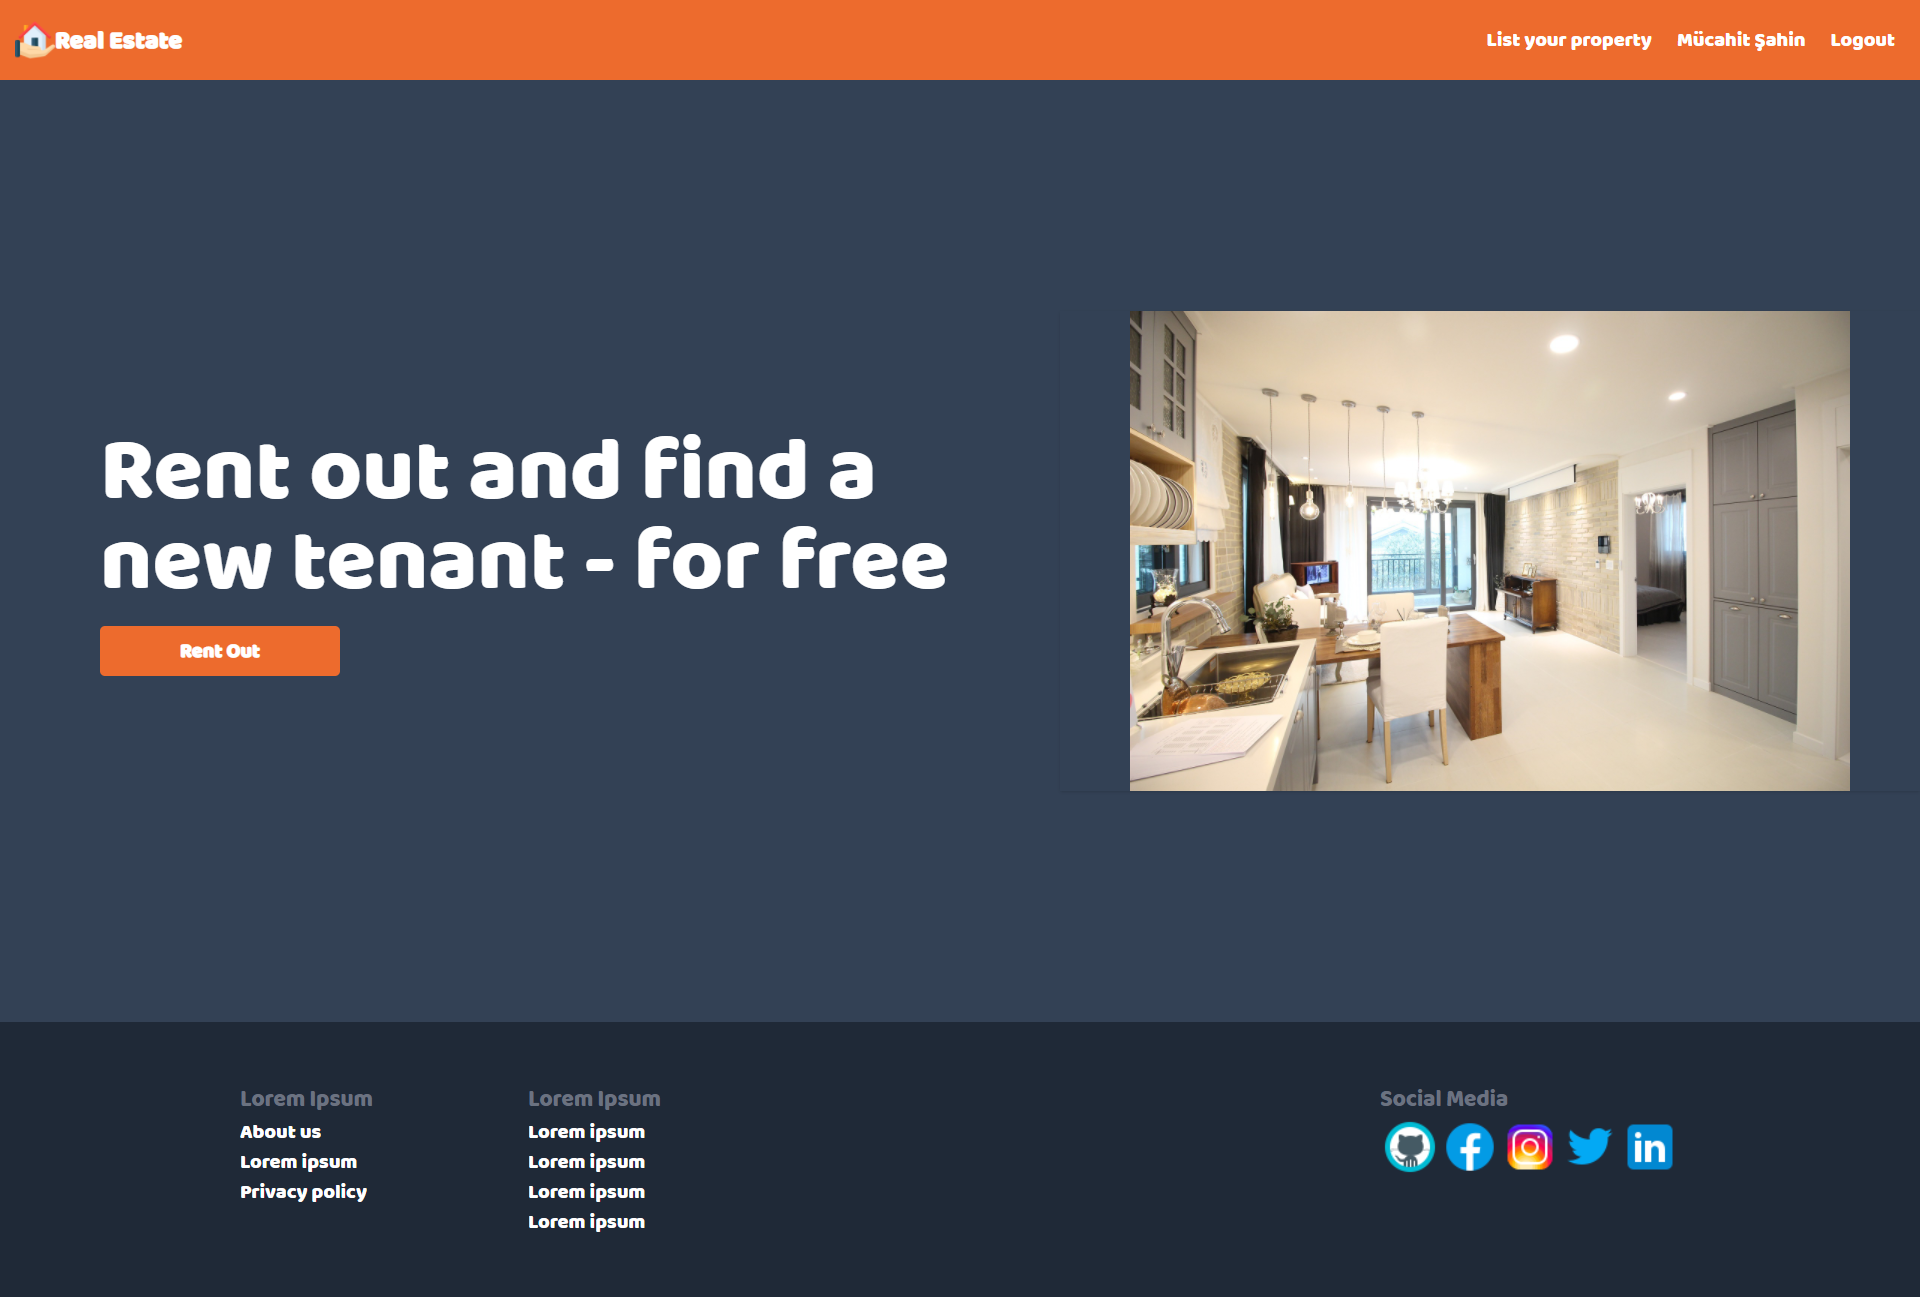 Real Estate
List your property
Mücahit Şahin
Logout
Rent out and find a
new tenant - for free
Rent Out
Lorem Ipsum
About us
Lorem ipsum
Privacy policy
Lorem Ipsum
Lorem ipsum
Lorem ipsum
Lorem ipsum
Lorem ipsum
Social Media